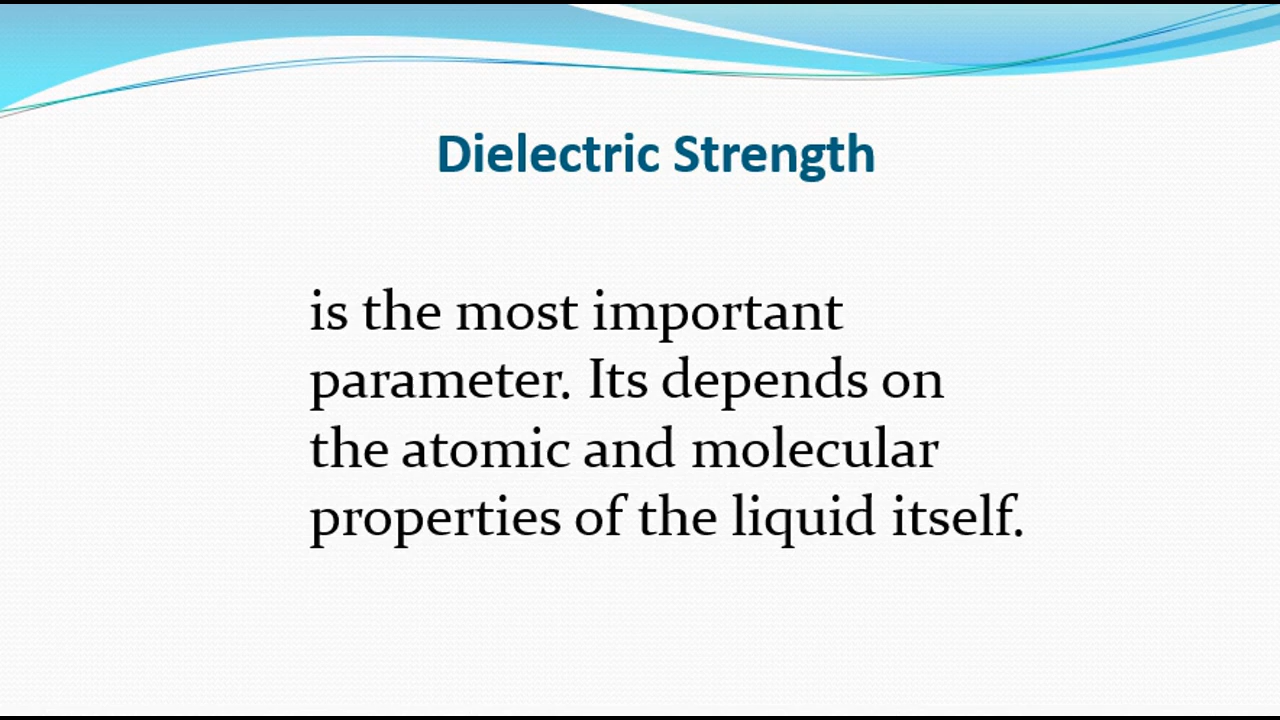 Dielectric Strength
is the most important
parameter. Its depends on
the atomic and molecular
properties of the liquid itself.